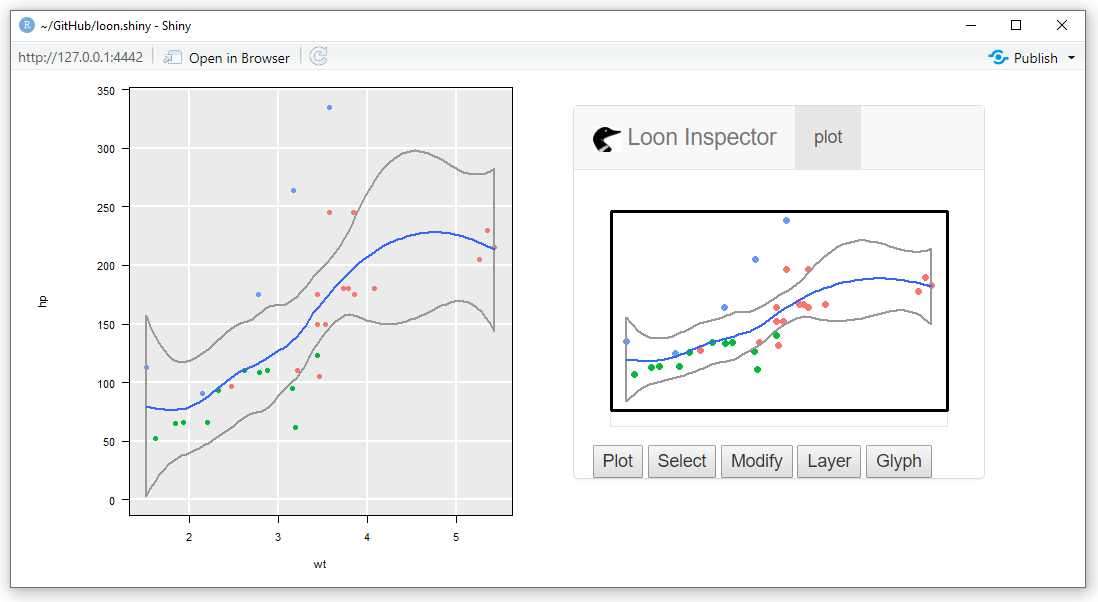 R ~/GitHub/loon.shiny - Shiny
http://127.0.0.1:4442 Open in Browser Publish
350
300
250
200
150
100
50
0
hp
2 3 4 5
wt
Loon Inspector plot
Plot Select Modify Layer Glyph